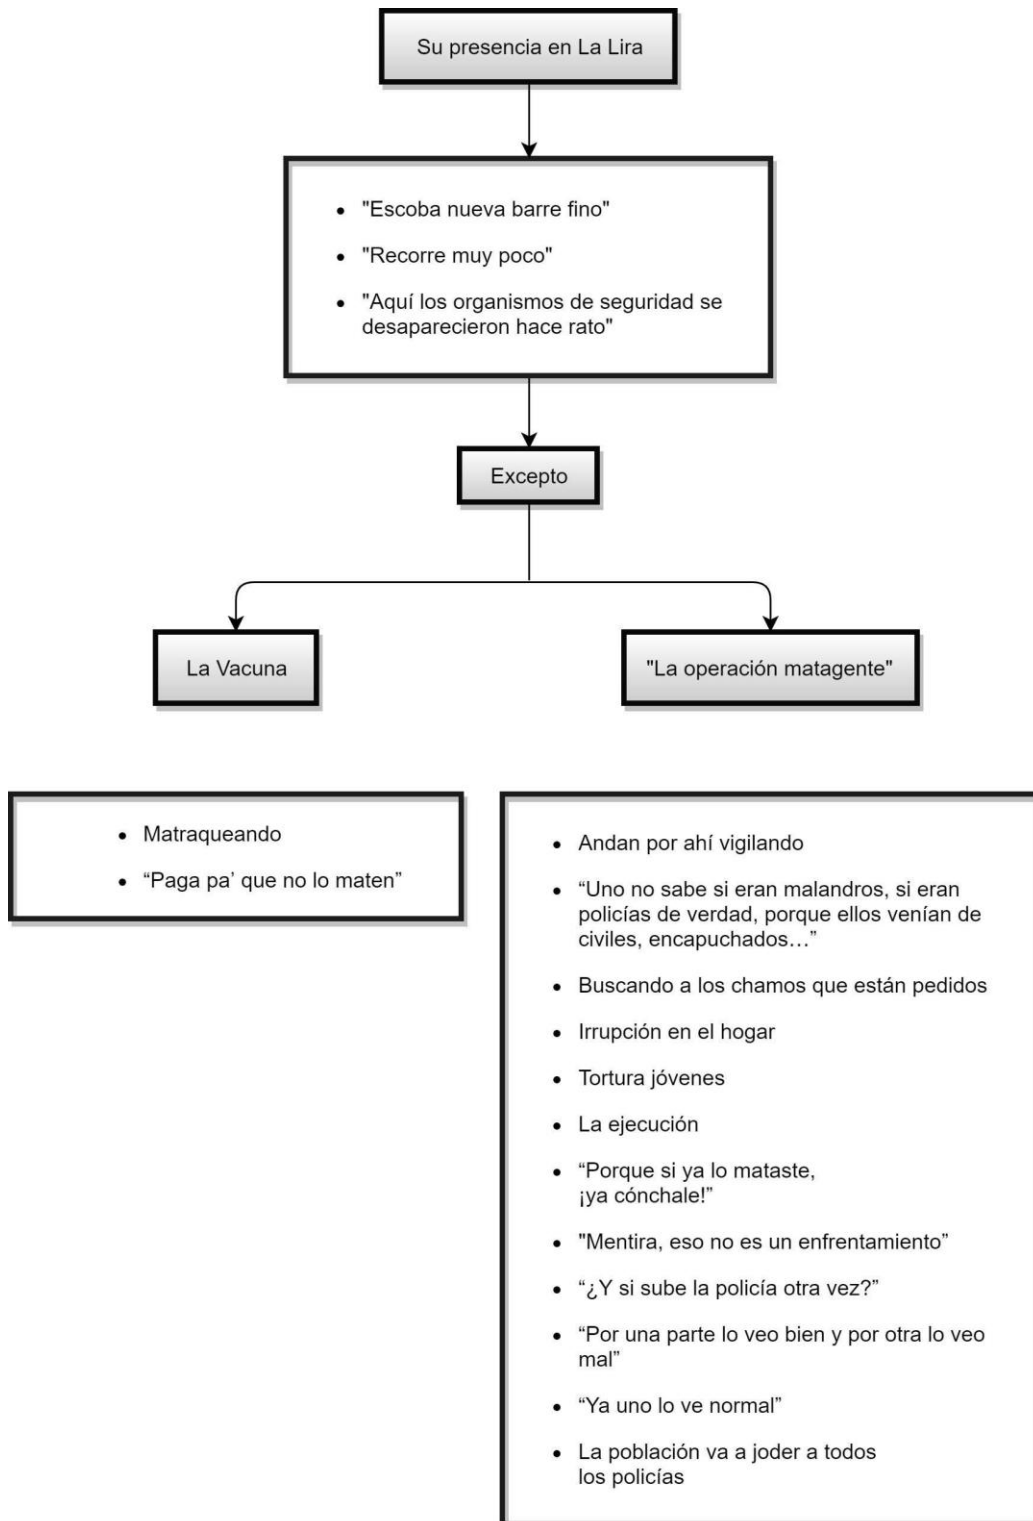 Su presencia en La Lira
• "Escoba nueva barre fino"
• "Recorre muy poco"
• "Aquí los organismos de seguridad se
desaparecieron hace rato"
Excepto
La Vacuna
"La operación matagente"
• Matraqueando
• “Paga pa’ que no lo maten”
• Andan por ahí vigilando
• “Uno no sabe si eran malandros, si eran
policías de verdad, porque ellos venían de
civiles, encapuchados…”
• Buscando a los chamos que están pedidos
• Irrupción en el hogar
• Tortura jóvenes
• La ejecución
• “Porque si ya lo mataste,
¡ya cónchale!”
• "Mentira, eso no es un enfrentamiento”
• “¿Y si sube la policía otra vez?”
• “Por una parte lo veo bien y por otra lo veo
mal”
• “Ya uno lo ve normal”
• La población va a joder a todos
los policías